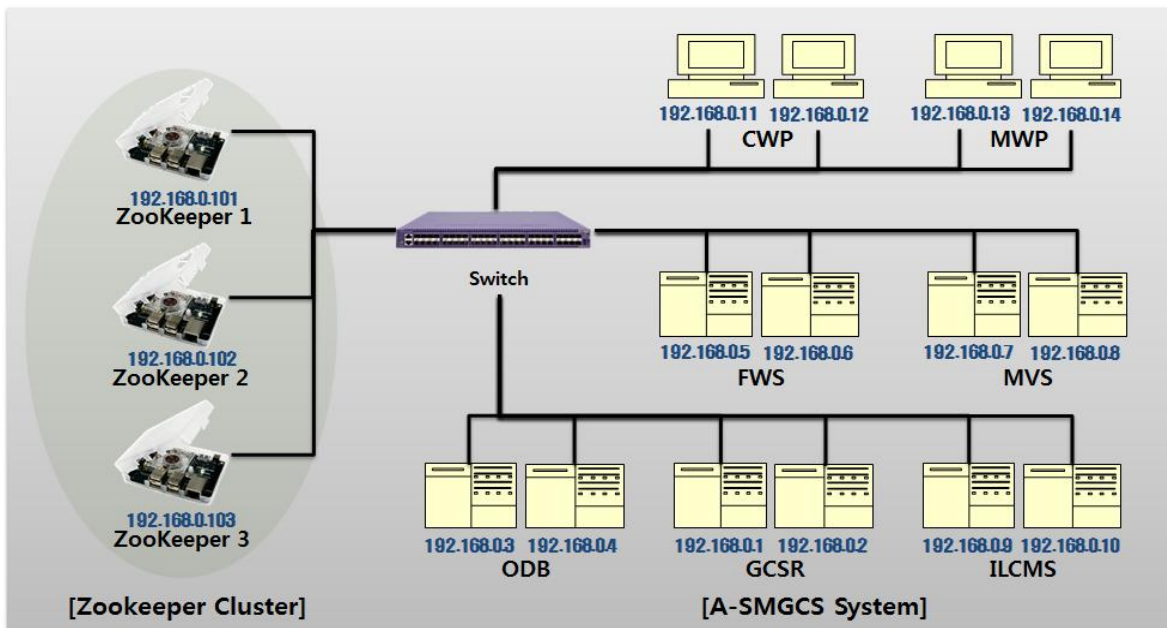 192.168.0.11 192.168.0.12 192.168.0.13 192.168.0.14
CWP MWP
192.168.0.101
ZooKeeper 1
Switch
192.168.0.5 192.168.0.6 192.168.0.7 192.168.0.8
FWS MVS
192.168.0.102
ZooKeeper 2
192.168.0.103
ZooKeeper 3
192.168.0.3 192.168.0.4 192.168.0.1 192.168.0.2 192.168.0.9 192.168.0.10
ODB GCSR ILCMS
[Zookeeper Cluster] [A-SMGCS System]